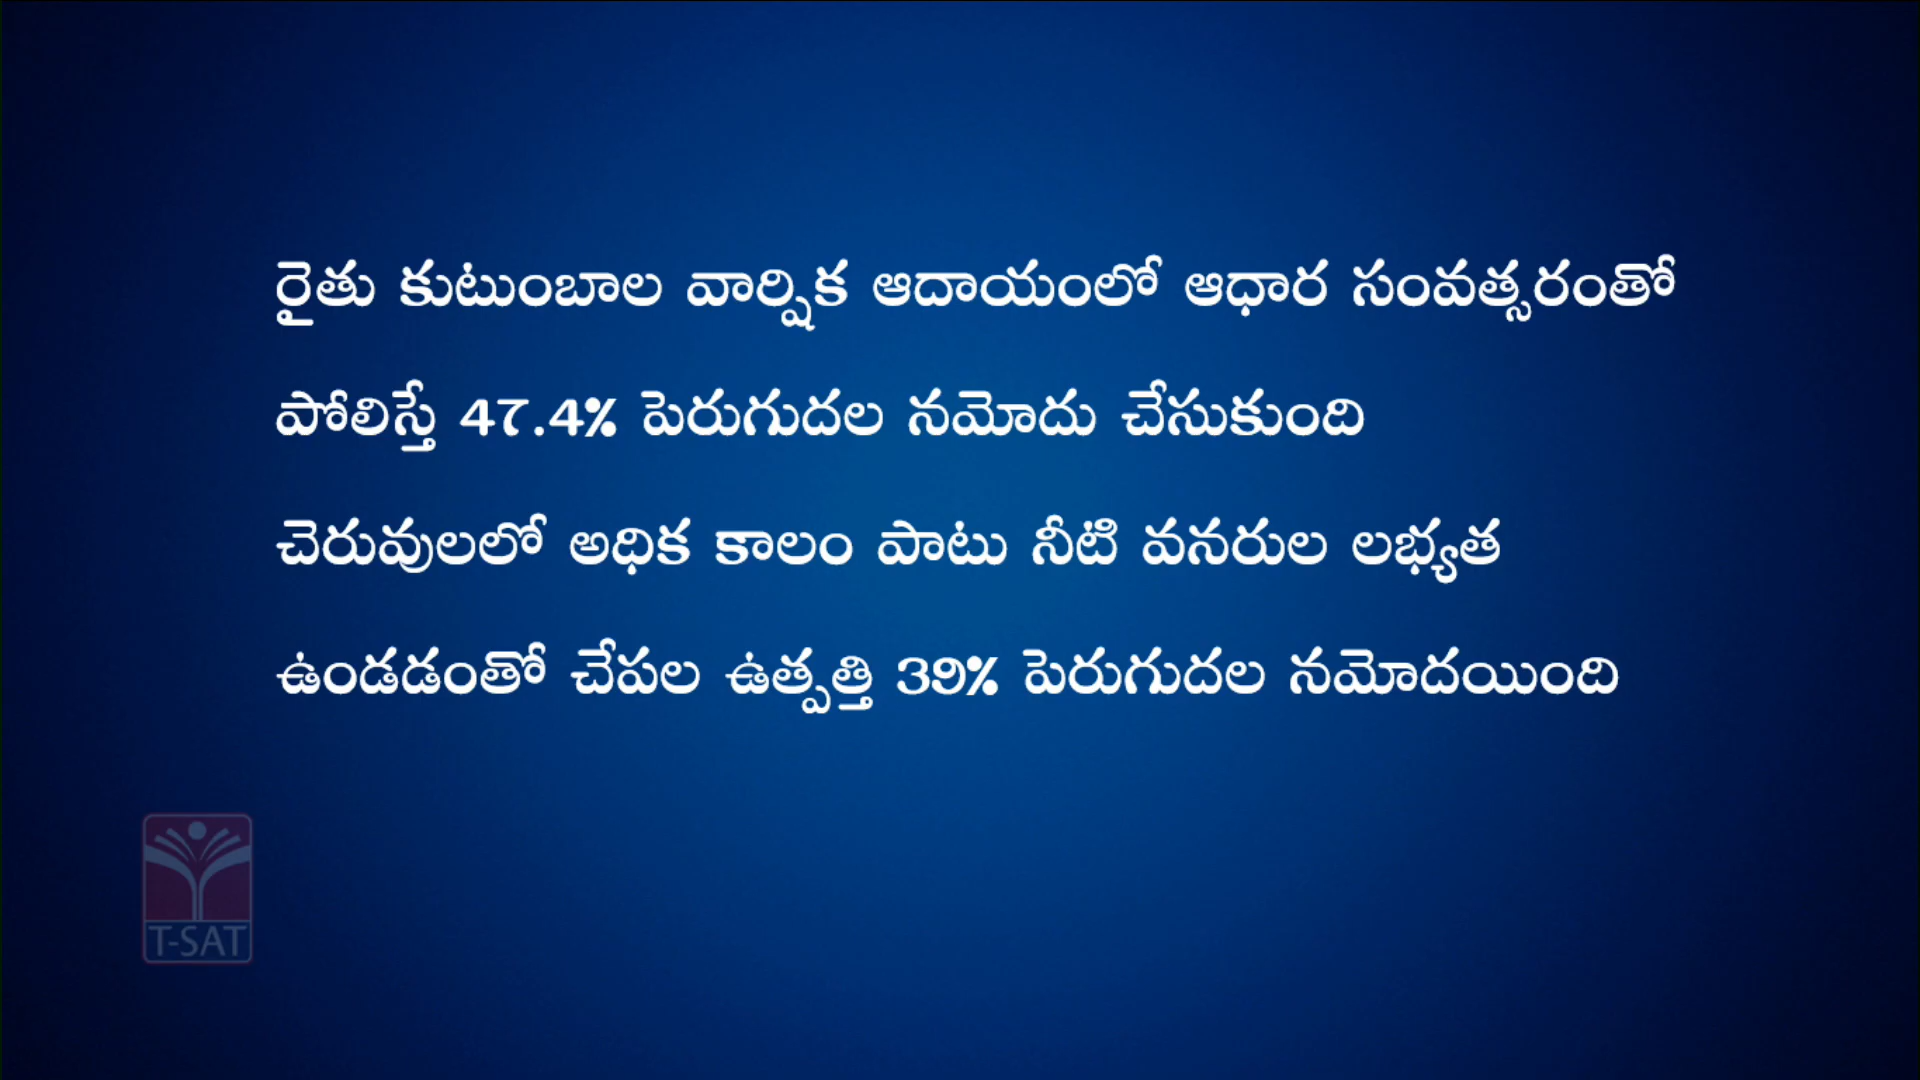 రైతు కుటుంబాల వార్షిక ఆదాయంలో ఆధార సంవత్సరంతో
పోలిస్తే 47.4% పెరుగుదల నమోదు చేసుకుంది
చెరువులలో అధిక కాలం పాటు నీటి వనరుల లభ్యత
ఉండడంతో చేపల ఉత్పత్తి 39% పెరుగుదల నమోదయింది
T-SAT